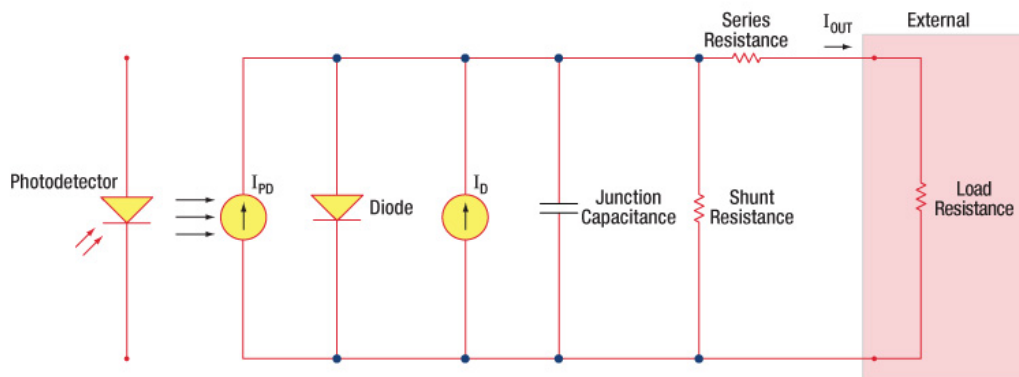 Series
Resistance
I_OUT
External
Photodetector
I_PD
Diode
I_D
Junction
Capacitance
Shunt
Resistance
Load
Resistance